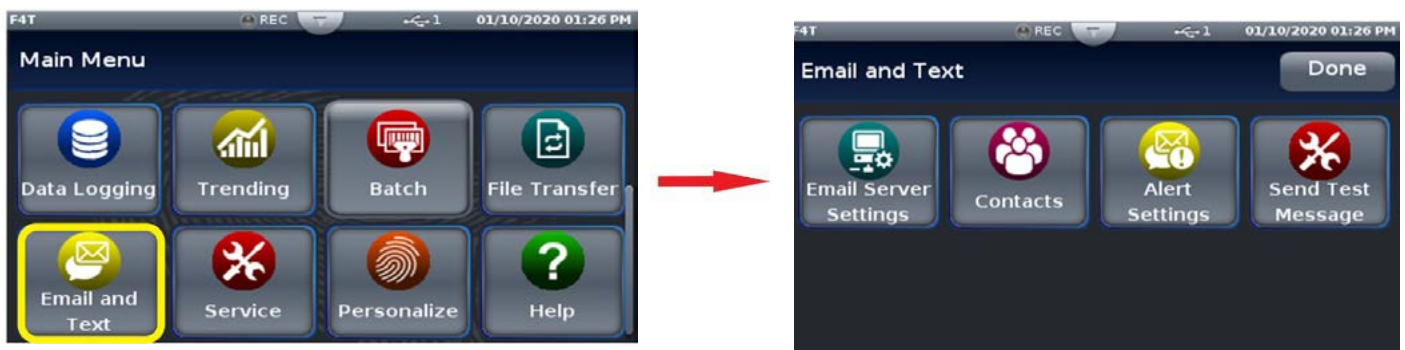 F4T REC 1 01/10/2020 01:26 PM
Main Menu
Data Logging Trending Batch File Transfer
Email and
Text
Service Personalize Help
F4T REC 1 01/10/2020 01:26 PM
Email and Text Done
Email Server
Settings
Contacts
Alert
Settings
Send Test
Message